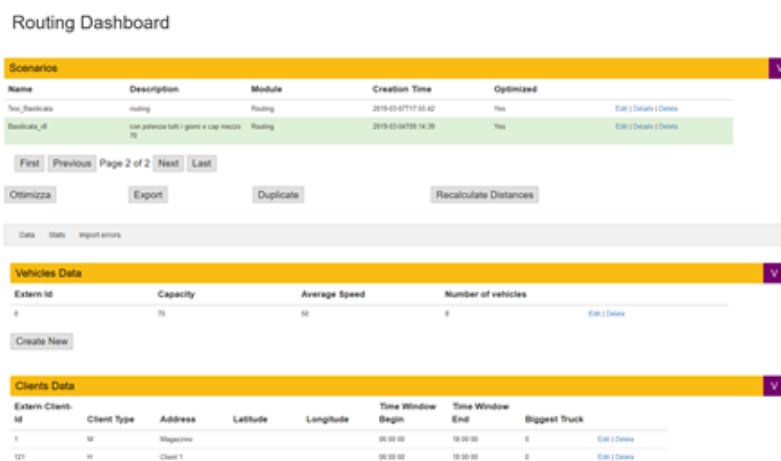 Routing Dashboard
Scenarios V
Name Description Module Creation Time Optimized
Tesi_Basilicata routing Routing 2019-03-07T17:55:42 Yes Edit | Details | Delete
Basilicata_v8 con potenza tutti i giorni e cap mezzo Routing 2019-03-04T09:14:39 Yes Edit | Details | Delete
70
First Previous Page 2 of 2 Next Last
Ottimizza Export Duplicate Recalculate Distances
Data Stats Import errors
Vehicles Data V
Extern Id Capacity Average Speed Number of vehicles
0 70 50 8 Edit | Delete
Create New
Clients Data V
Extern Client- Time Window Time Window
Id Client Type Address Latitude Longitude Begin End Biggest Truck
1 M Magazzino 06:00:00 18:00:00 0 Edit | Delete
121 H Client 1 06:00:00 18:00:00 0 Edit | Delete